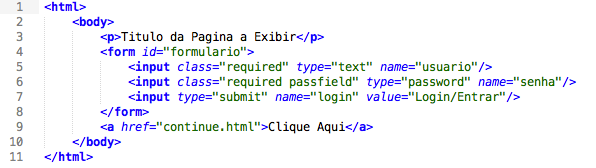 1 <html>
2     <body>
3         <p>Titulo da Pagina a Exibir</p>
4         <form id="formulario">
5             <input class="required" type="text" name="usuario"/>
6             <input class="required passfield" type="password" name="senha"/>
7             <input type="submit" name="login" value="Login/Entrar"/>
8         </form>
9         <a href="continue.html">Clique Aqui</a>
10     </body>
11 </html>